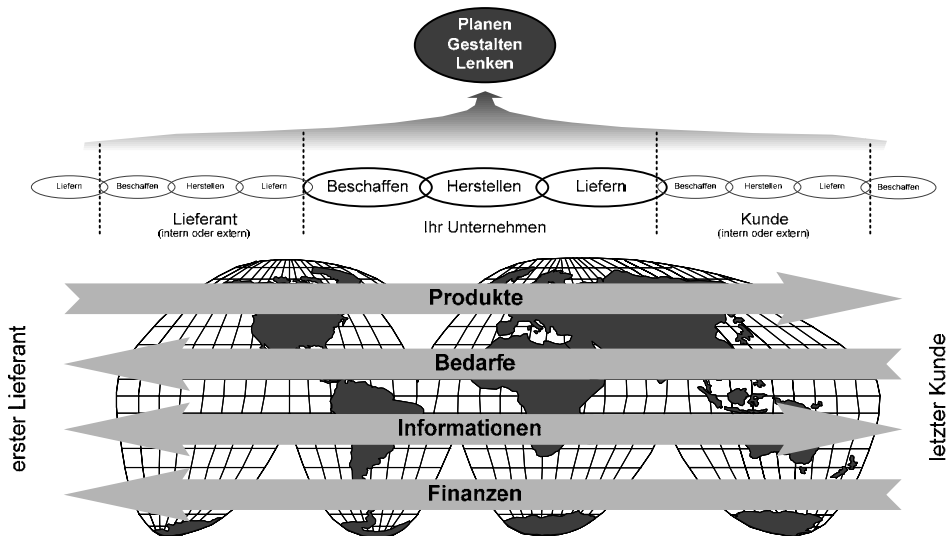 Planen
Gestalten
Lenken
Liefern Beschaffen Herstellen Liefern Beschaffen Herstellen Liefern Beschaffen Herstellen Liefern Beschaffen
Lieferant
(intern oder extern)
Ihr Unternehmen
Kunde
(intern oder extern)
Produkte
Bedarfe
Informationen
Finanzen
erster Lieferant
letzter Kunde